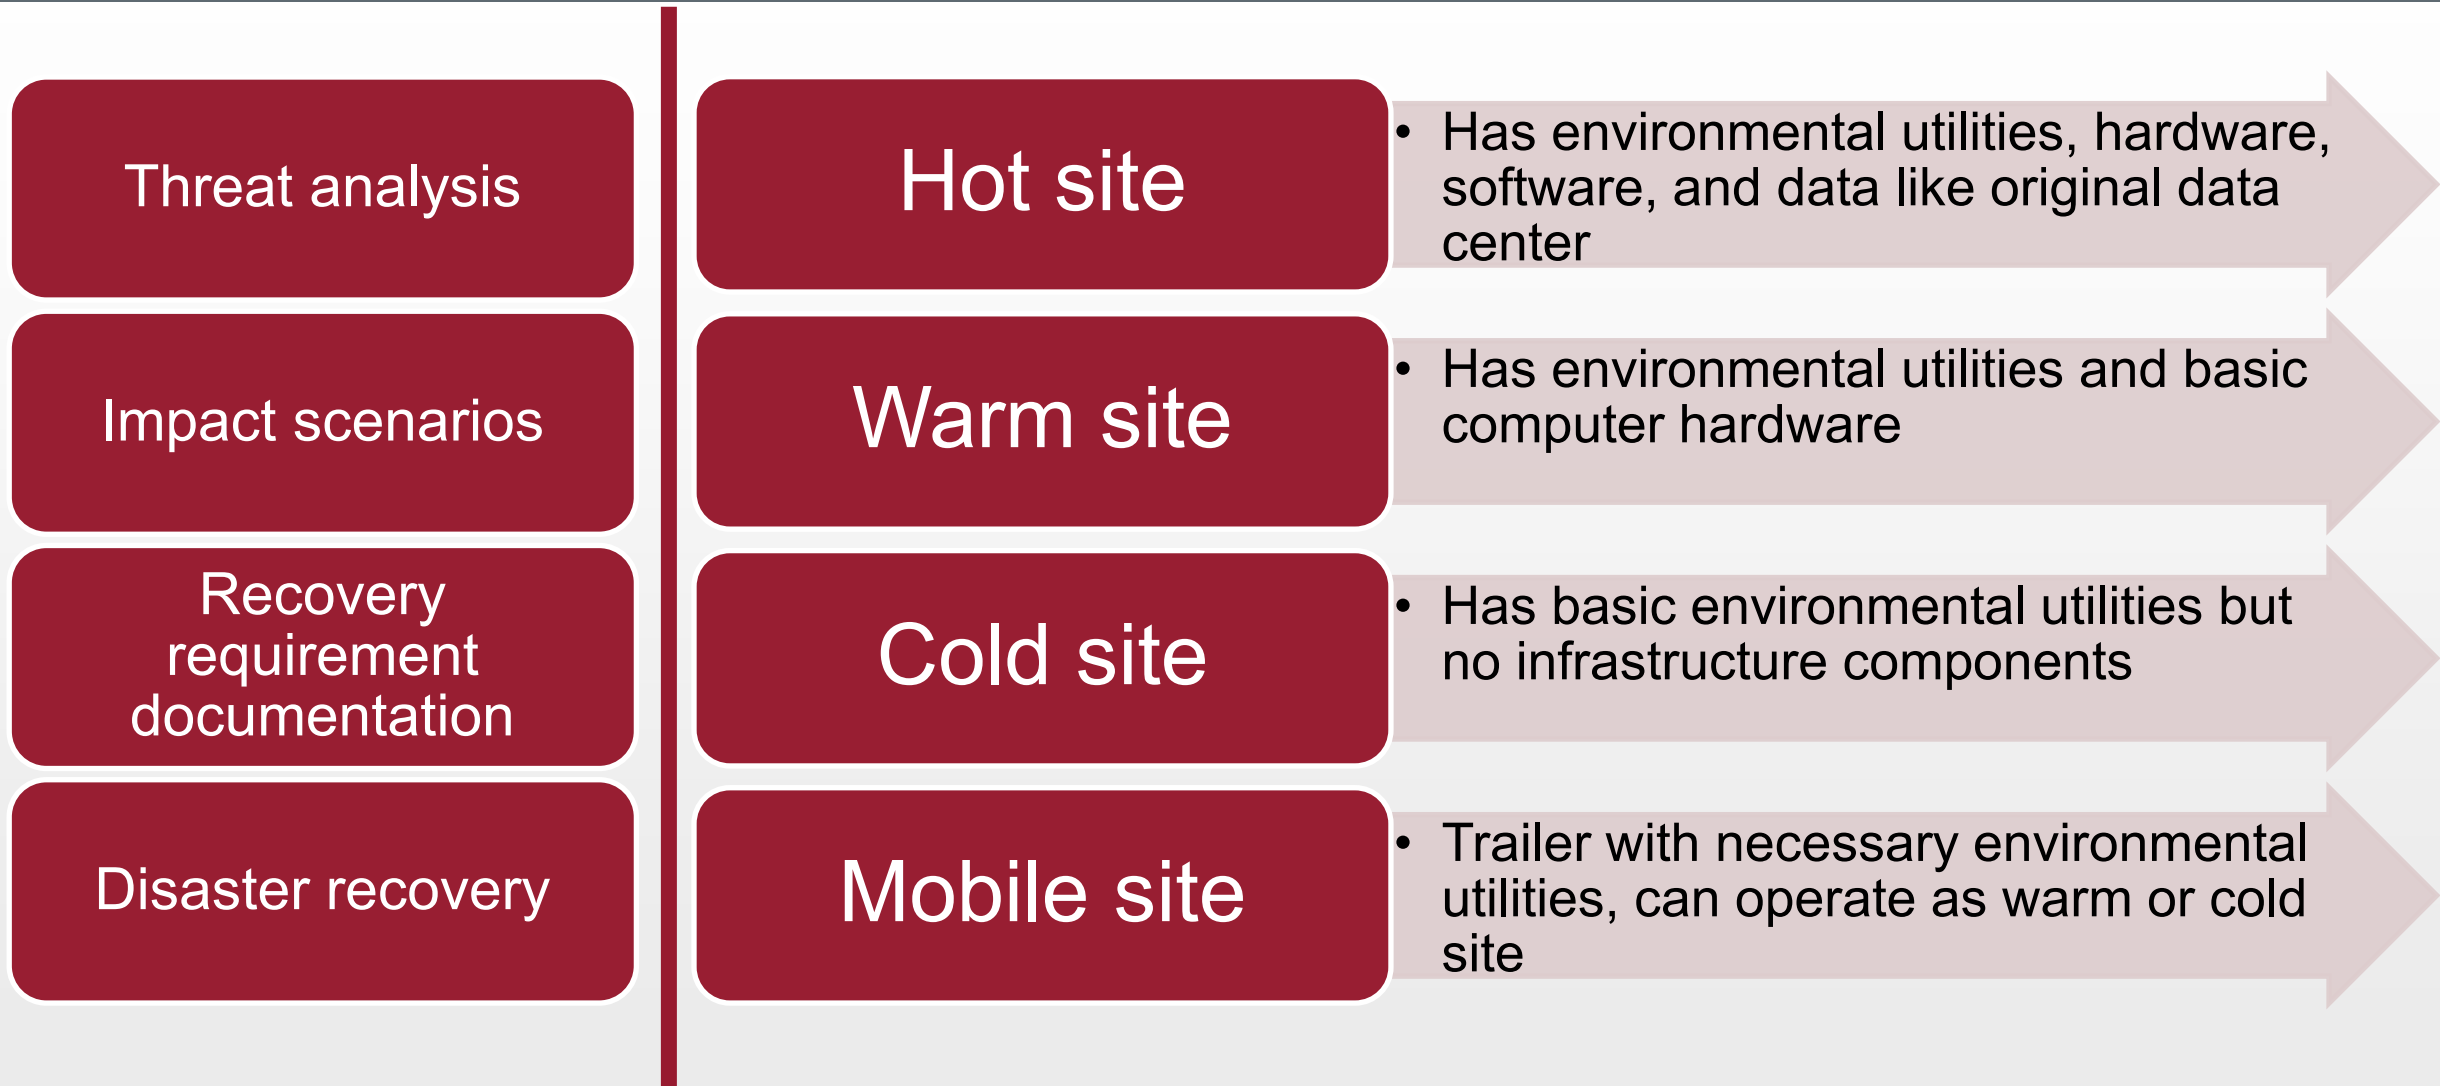 Threat analysis
Impact scenarios
Recovery
requirement
documentation
Disaster recovery
Hot site
• Has environmental utilities, hardware,
software, and data like original data
center
Warm site
• Has environmental utilities and basic
computer hardware
Cold site
• Has basic environmental utilities but
no infrastructure components
Mobile site
• Trailer with necessary environmental
utilities, can operate as warm or cold
site